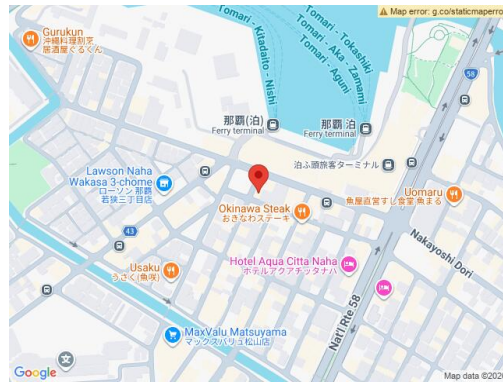 Map error: g.co/staticmaperro
Gurukun
沖縄料理割烹
居酒屋ぐるくん
Tomari -
Kitadaito - Nishi
Tomari - Tokashiki
Tomari - Aka - Zamami
Tomari - Aguni
58
那覇(泊)
Ferry terminal
那覇 泊
Ferry terminal
泊ふ頭旅客ターミナル
Lawson Naha
Wakasa 3-chome
ローソン 那覇
若狭三丁目店
Okinawa Steak
おきなわステーキ
Uomaru
魚屋直営すし食堂 魚まる
43
Nakayoshi Dori
Usaku
うさく(魚咲)
Hotel Aqua Citta Naha
ホテルアクアチッタナハ
Nat'l Rte 58
MaxValu Matsuyama
マックスバリュ松山店
文
Google
Map data ©202